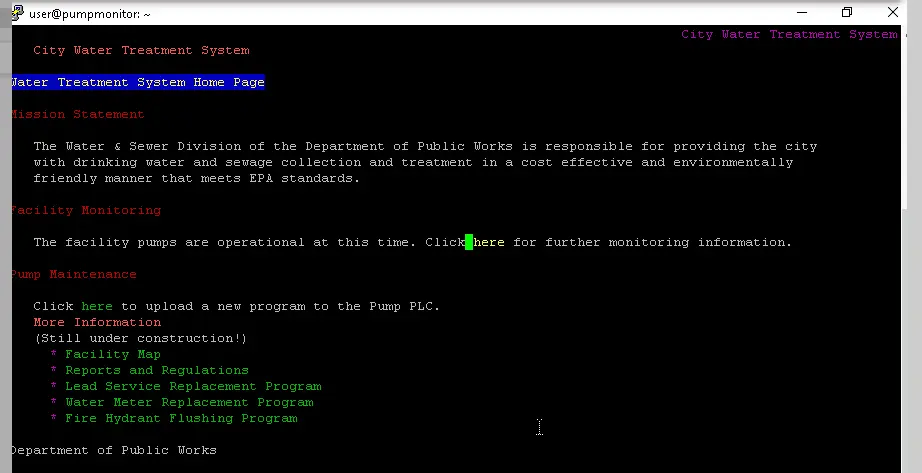 user@pumpmonitor: ~
City Water Treatment System
City Water Treatment System
Water Treatment System Home Page
Mission Statement
The Water & Sewer Division of the Department of Public Works is responsible for providing the city
with drinking water and sewage collection and treatment in a cost effective and environmentally
friendly manner that meets EPA standards.
Facility Monitoring
The facility pumps are operational at this time. Click here for further monitoring information.
Pump Maintenance
Click here to upload a new program to the Pump PLC.
More Information
(Still under construction!)
* Facility Map
* Reports and Regulations
* Lead Service Replacement Program
* Water Meter Replacement Program
* Fire Hydrant Flushing Program
Department of Public Works